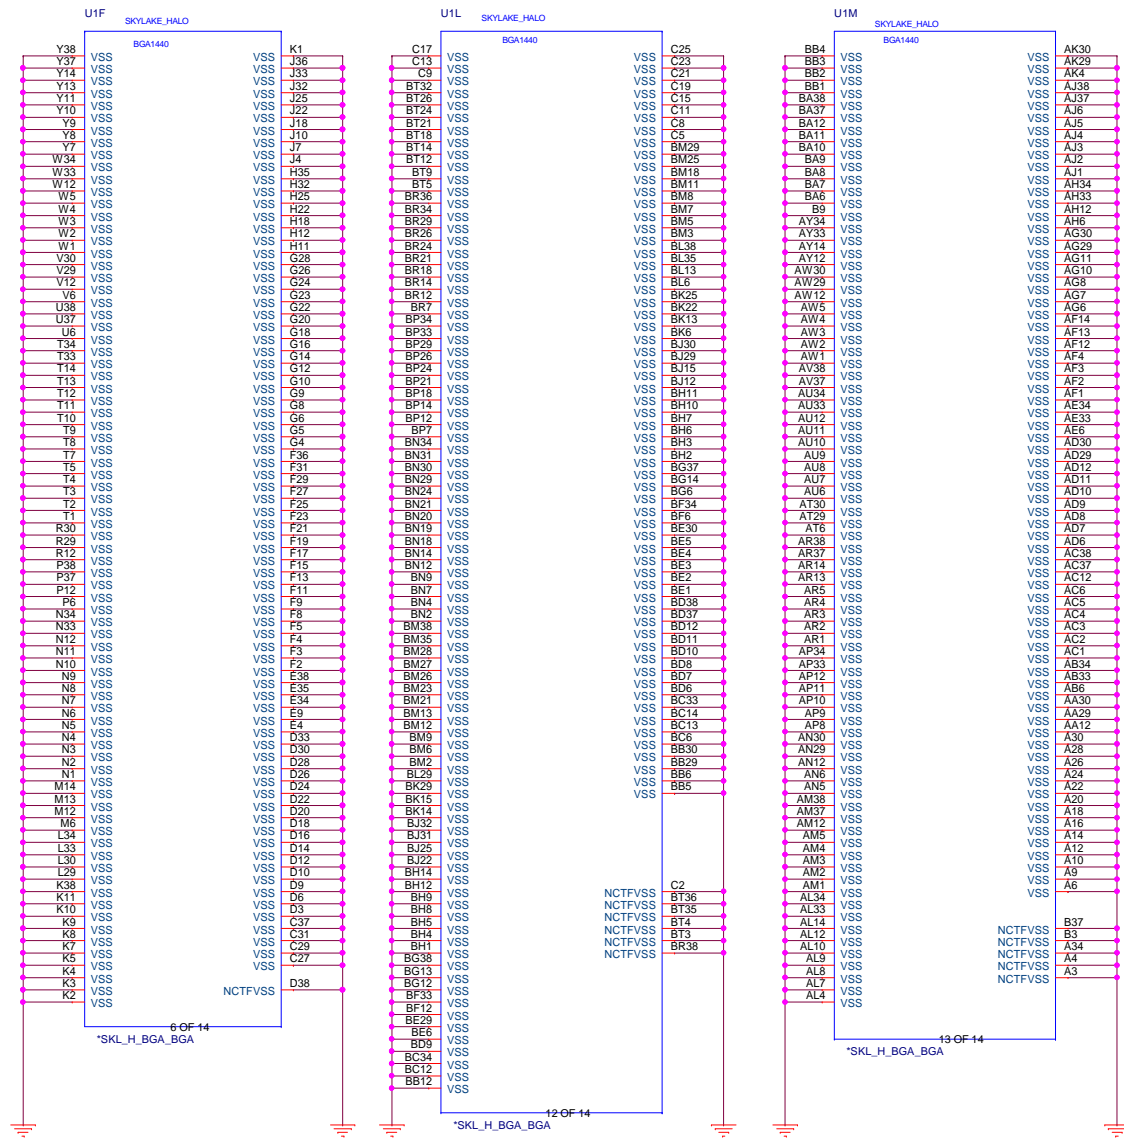 U1F
SKYLAKE_HALO
BGA1440
Y38 VSS VSS K1
Y37 VSS VSS J36
Y14 VSS VSS J33
Y13 VSS VSS J32
Y11 VSS VSS J25
Y10 VSS VSS J22
Y9 VSS VSS J18
Y8 VSS VSS J10
Y7 VSS VSS J7
W34 VSS VSS J4
W33 VSS VSS H35
W12 VSS VSS H32
W5 VSS VSS H25
W4 VSS VSS H22
W3 VSS VSS H18
W2 VSS VSS H12
W1 VSS VSS H11
V30 VSS VSS G28
V29 VSS VSS G26
V12 VSS VSS G24
V6 VSS VSS G23
U38 VSS VSS G22
U37 VSS VSS G20
U6 VSS VSS G18
T34 VSS VSS G16
T33 VSS VSS G14
T14 VSS VSS G12
T13 VSS VSS G10
T12 VSS VSS G9
T11 VSS VSS G8
T10 VSS VSS G6
T9 VSS VSS G5
T8 VSS VSS G4
T7 VSS VSS F36
T5 VSS VSS F31
T4 VSS VSS F29
T3 VSS VSS F27
T2 VSS VSS F25
T1 VSS VSS F23
R30 VSS VSS F21
R29 VSS VSS F19
R12 VSS VSS F17
P38 VSS VSS F15
P37 VSS VSS F13
P12 VSS VSS F11
P6 VSS VSS F9
N34 VSS VSS F8
N33 VSS VSS F5
N12 VSS VSS F4
N11 VSS VSS F3
N10 VSS VSS F2
N9 VSS VSS E38
N8 VSS VSS E35
N7 VSS VSS E34
N6 VSS VSS E9
N5 VSS VSS E4
N4 VSS VSS D33
N3 VSS VSS D30
N2 VSS VSS D28
N1 VSS VSS D26
M14 VSS VSS D24
M13 VSS VSS D22
M12 VSS VSS D20
M6 VSS VSS D18
L34 VSS VSS D16
L33 VSS VSS D14
L30 VSS VSS D12
L29 VSS VSS D10
K38 VSS VSS D9
K11 VSS VSS D6
K10 VSS VSS D3
K9 VSS VSS C37
K8 VSS VSS C31
K7 VSS VSS C29
K5 VSS VSS C27
K4 VSS
K3 VSS NCTFVSS D38
K2 VSS
6 OF 14
*SKL_H_BGA_BGA
U1L
SKYLAKE_HALO
BGA1440
C17 VSS VSS C25
C13 VSS VSS C23
C9 VSS VSS C21
BT32 VSS VSS C19
BT26 VSS VSS C15
BT24 VSS VSS C11
BT21 VSS VSS C8
BT18 VSS VSS C5
BT14 VSS VSS BM29
BT12 VSS VSS BM25
BT9 VSS VSS BM18
BT5 VSS VSS BM11
BR36 VSS VSS BM8
BR34 VSS VSS BM7
BR29 VSS VSS BM5
BR26 VSS VSS BM3
BR24 VSS VSS BL38
BR21 VSS VSS BL35
BR18 VSS VSS BL13
BR14 VSS VSS BL6
BR12 VSS VSS BK25
BR7 VSS VSS BK22
BP34 VSS VSS BK13
BP33 VSS VSS BK6
BP29 VSS VSS BJ30
BP26 VSS VSS BJ29
BP24 VSS VSS BJ15
BP21 VSS VSS BJ12
BP18 VSS VSS BH11
BP14 VSS VSS BH10
BP12 VSS VSS BH7
BP7 VSS VSS BH6
BN34 VSS VSS BH3
BN31 VSS VSS BH2
BN30 VSS VSS BG37
BN29 VSS VSS BG14
BN24 VSS VSS BG6
BN21 VSS VSS BF34
BN20 VSS VSS BF6
BN19 VSS VSS BE30
BN18 VSS VSS BE5
BN14 VSS VSS BE4
BN12 VSS VSS BE3
BN9 VSS VSS BE2
BN7 VSS VSS BE1
BN4 VSS VSS BD38
BN2 VSS VSS BD37
BM38 VSS VSS BD12
BM35 VSS VSS BD11
BM28 VSS VSS BD10
BM27 VSS VSS BD8
BM26 VSS VSS BD7
BM23 VSS VSS BD6
BM21 VSS VSS BC33
BM13 VSS VSS BC14
BM12 VSS VSS BC13
BM9 VSS VSS BC6
BM6 VSS VSS BB30
BM2 VSS VSS BB29
BL29 VSS VSS BB6
BK29 VSS VSS BB5
BK15 VSS
BK14 VSS
BJ32 VSS
BJ31 VSS
BJ25 VSS
BJ22 VSS
BH14 VSS
BH12 VSS NCTFVSS C2
BH9 VSS NCTFVSS BT36
BH8 VSS NCTFVSS BT35
BH5 VSS NCTFVSS BT4
BH4 VSS NCTFVSS BT3
BH1 VSS NCTFVSS BR38
BG38 VSS
BG13 VSS
BG12 VSS
BF33 VSS
BF12 VSS
BE29 VSS
BE6 VSS
BD9 VSS
BC34 VSS
BC12 VSS
BB12 VSS
12 OF 14
*SKL_H_BGA_BGA
U1M
SKYLAKE_HALO
BGA1440
BB4 VSS VSS AK30
BB3 VSS VSS AK29
BB2 VSS VSS AK4
BB1 VSS VSS AJ38
BA38 VSS VSS AJ37
BA37 VSS VSS AJ6
BA12 VSS VSS AJ5
BA11 VSS VSS AJ4
BA10 VSS VSS AJ3
BA9 VSS VSS AJ2
BA8 VSS VSS AJ1
BA7 VSS VSS AH34
BA6 VSS VSS AH33
B9 VSS VSS AH12
AY34 VSS VSS AH6
AY33 VSS VSS AG30
AY14 VSS VSS AG29
AY12 VSS VSS AG11
AW30 VSS VSS AG10
AW29 VSS VSS AG8
AW12 VSS VSS AG7
AW5 VSS VSS AG6
AW4 VSS VSS AF14
AW3 VSS VSS AF13
AW2 VSS VSS AF12
AW1 VSS VSS AF4
AV38 VSS VSS AF3
AV37 VSS VSS AF2
AU34 VSS VSS AF1
AU33 VSS VSS AE34
AU12 VSS VSS AE33
AU11 VSS VSS AE6
AU10 VSS VSS AD30
AU9 VSS VSS AD29
AU8 VSS VSS AD12
AU7 VSS VSS AD11
AU6 VSS VSS AD10
AT30 VSS VSS AD9
AT29 VSS VSS AD8
AT6 VSS VSS AD7
AR38 VSS VSS AD6
AR37 VSS VSS AC38
AR14 VSS VSS AC37
AR13 VSS VSS AC12
AR5 VSS VSS AC6
AR4 VSS VSS AC5
AR3 VSS VSS AC4
AR2 VSS VSS AC3
AR1 VSS VSS AC2
AP34 VSS VSS AC1
AP33 VSS VSS AB34
AP12 VSS VSS AB33
AP11 VSS VSS AB6
AP10 VSS VSS AA30
AP9 VSS VSS AA29
AP8 VSS VSS AA12
AN30 VSS VSS A30
AN29 VSS VSS A28
AN12 VSS VSS A26
AN6 VSS VSS A24
AN5 VSS VSS A22
AM38 VSS VSS A20
AM37 VSS VSS A18
AM12 VSS VSS A16
AM5 VSS VSS A14
AM4 VSS VSS A12
AM3 VSS VSS A10
AM2 VSS VSS A9
AM1 VSS VSS A6
AL34 VSS
AL33 VSS
AL14 VSS NCTFVSS B37
AL12 VSS NCTFVSS B3
AL10 VSS NCTFVSS A34
AL9 VSS NCTFVSS A4
AL8 VSS NCTFVSS A3
AL7 VSS
AL4 VSS
13 OF 14
*SKL_H_BGA_BGA